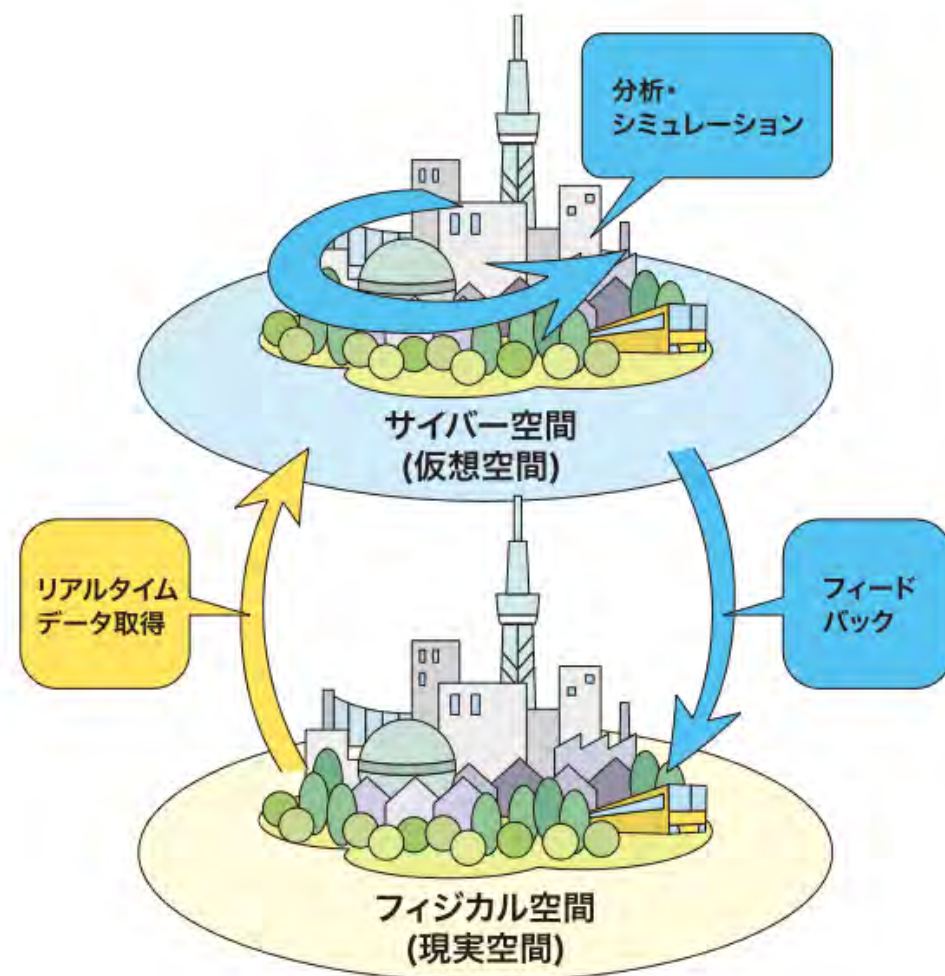 分析・
シミュレーション
サイバー空間
(仮想空間)
リアルタイム
データ取得
フィード
バック
フィジカル空間
(現実空間)